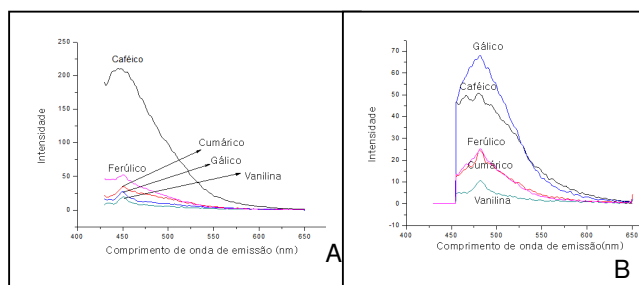 250
200
150
100
50
0
Intensidade
Caféico
Cumárico
Gálico
Vanilina
Ferúlico
400 450 500 550 600 650
Comprimento de onda de emissão (nm)
A
70
60
50
40
30
20
10
0
-10
Intensidade
Gálico
Caféico
Ferúlico
Cumárico
Vanilina
400 450 500 550 600 650
Comprimento de onda de emissão(nm)
B